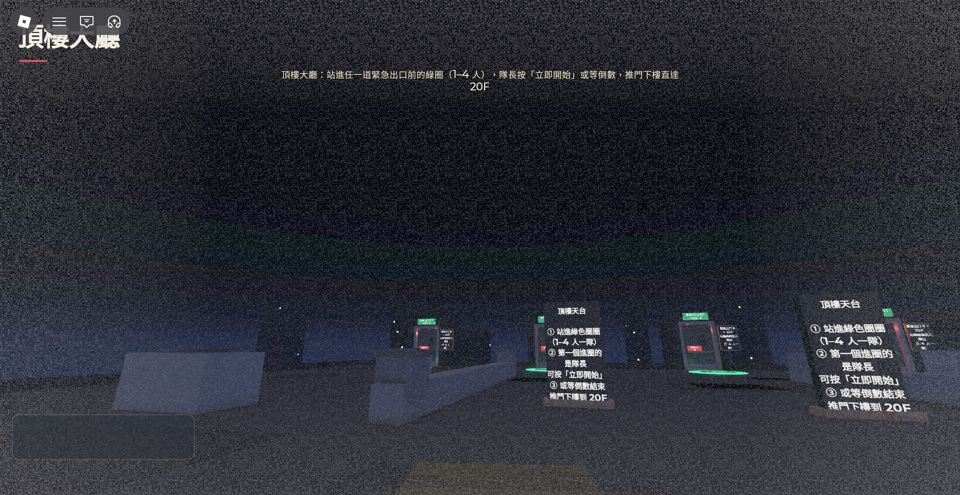 頂樓大廳
頂樓大廳：站進任一道緊急出口前的綠圈（1–4 人），隊長按「立即開始」或等倒數，推門下樓直達
20F
頂樓天台
① 站進綠色圈圈
（1–4 人一隊）
② 第一個進圈的
是隊長
可按「立即開始」
③ 或等倒數結束
推門下樓到 20F
頂樓天台
① 站進綠色圈圈
（1–4 人一隊）
② 第一個進圈的
是隊長
可按「立即開始」
③ 或等倒數結束
推門下樓到 20F